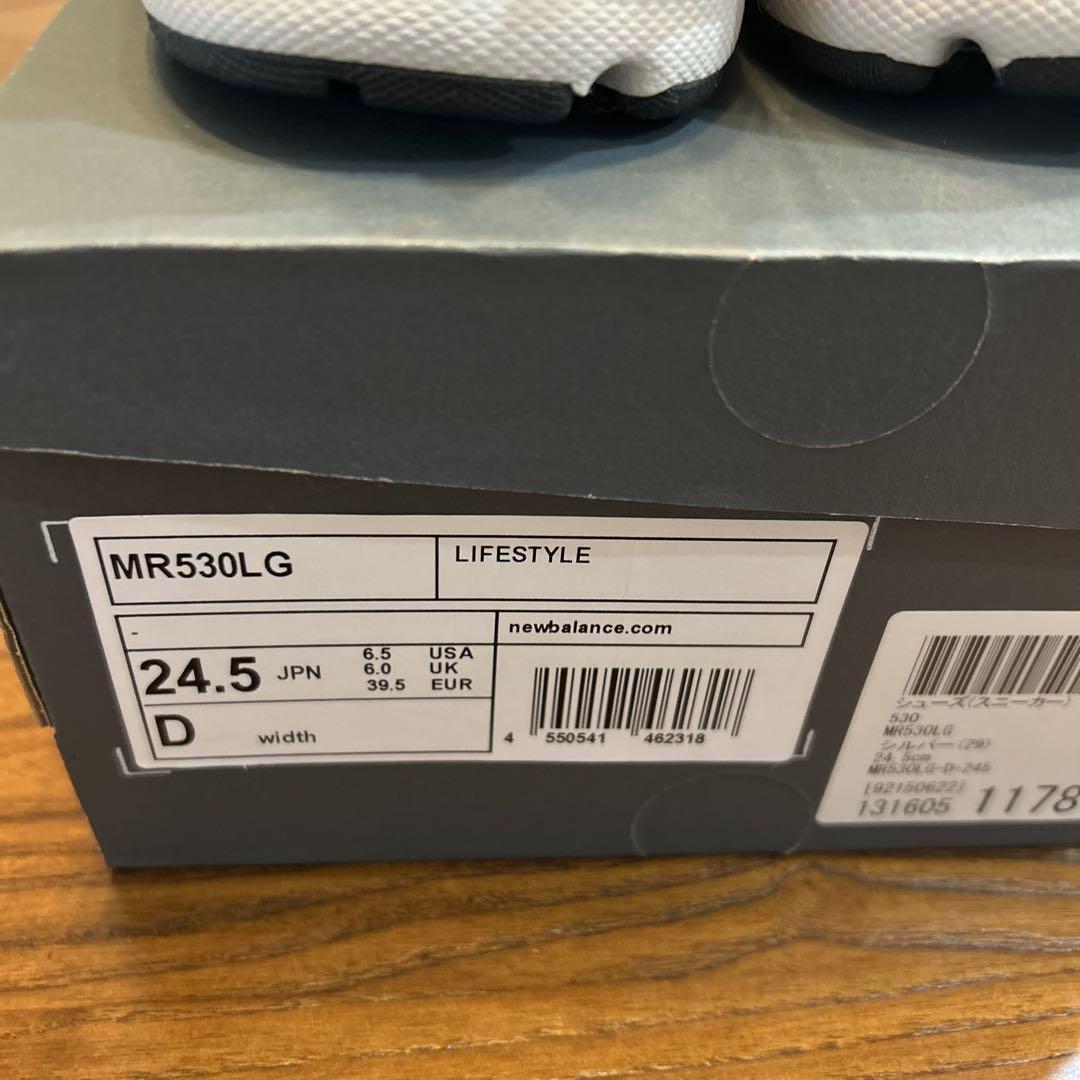 MR530LG
LIFESTYLE
-
newbalance.com
24.5 JPN
6.5 USA
6.0 UK
39.5 EUR
D width
4 550541 462318
シューズ(スニーカー)
530
MR530LG
シルバー(29)
24.5cm
MR530LG-D-245
[92150622]
131605 1178